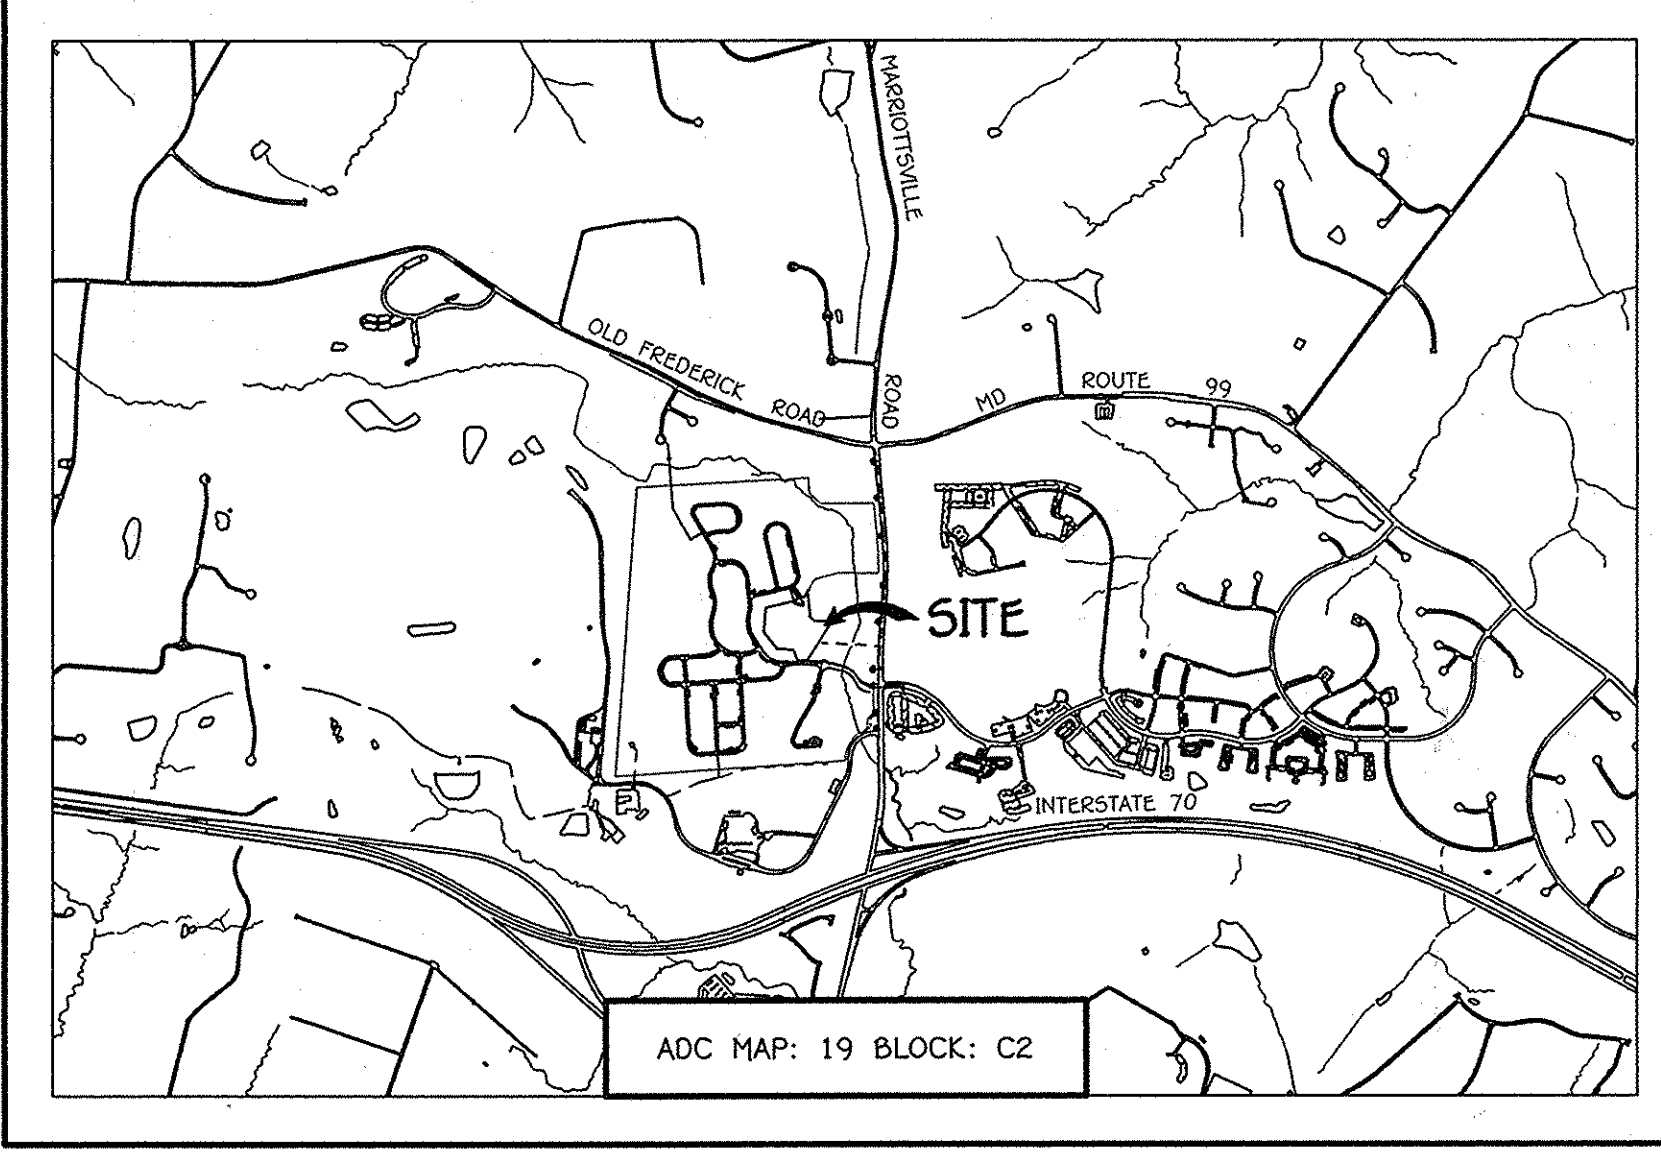 MARRIOTTSVILLE
ROAD
OLD FREDERICK ROAD
MD ROUTE 99
SITE
INTERSTATE 70
ADC MAP: 19 BLOCK: C2